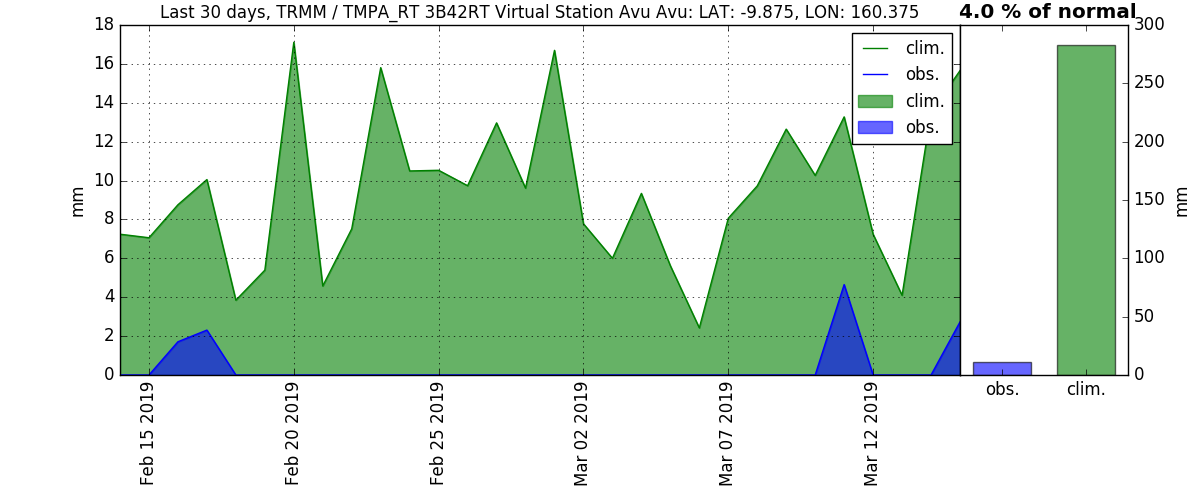 Last 30 days, TRMM / TMPA_RT 3B42RT Virtual Station Avu Avu: LAT: -9.875, LON: 160.375
4.0 % of normal
18
16
14
12
10
8
6
4
2
0
mm
clim.
obs.
clim.
obs.
300
250
200
150
100
50
0
mm
Feb 15 2019
Feb 20 2019
Feb 25 2019
Mar 02 2019
Mar 07 2019
Mar 12 2019
obs.
clim.